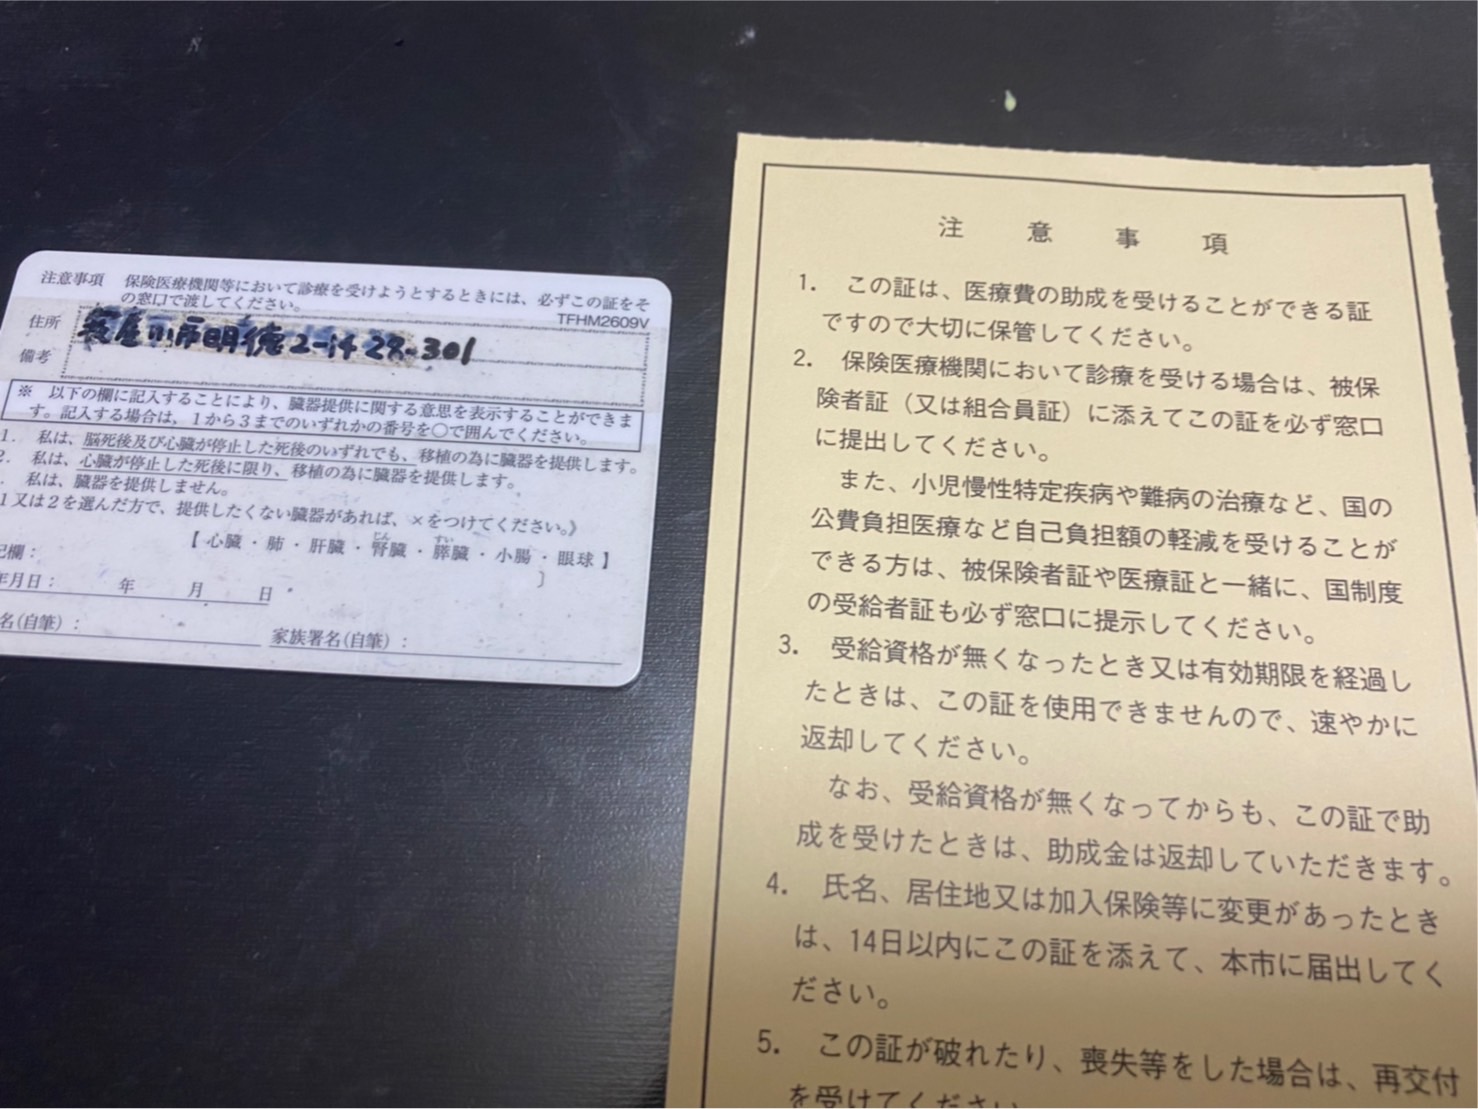 注意事項 保険医療機関等において診療を受けようとするときには、必ずこの証をそ
の窓口で渡してください。
TFHM2609V
住所 寝屋川市明徳2-14 28-301
備考
※ 以下の欄に記入することにより、臓器提供に関する意思を表示することができま
す。記入する場合は、1から3までのいずれかの番号を○で囲んでください。
1. 私は、脳死後及び心臓が停止した死後のいずれでも、移植の為に臓器を提供します。
2. 私は、心臓が停止した死後に限り、移植の為に臓器を提供します。
. 私は、臓器を提供しません。
1又は2を選んだ方で、提供したくない臓器があれば、×をつけてください。》
【 心臓・肺・肝臓・腎臓・膵臓・小腸・眼球 】
記欄: 〕
年月日: 年 月 日
名(自筆): 家族署名(自筆):
注意事項
1. この証は、医療費の助成を受けることができる証
ですので大切に保管してください。
2. 保険医療機関において診療を受ける場合は、被保
険者証(又は組合員証)に添えてこの証を必ず窓口
に提出してください。
また、小児慢性特定疾病や難病の治療など、国の
公費負担医療など自己負担額の軽減を受けることが
できる方は、被保険者証や医療証と一緒に、国制度
の受給者証も必ず窓口に提示してください。
3. 受給資格が無くなったとき又は有効期限を経過し
たときは、この証を使用できませんので、速やかに
返却してください。
なお、受給資格が無くなってからも、この証で助
成を受けたときは、助成金は返却していただきます。
4. 氏名、居住地又は加入保険等に変更があったとき
は、14日以内にこの証を添えて、本市に届出してく
ださい。
5. この証が破れたり、喪失等をした場合は、再交付
を受けてください。